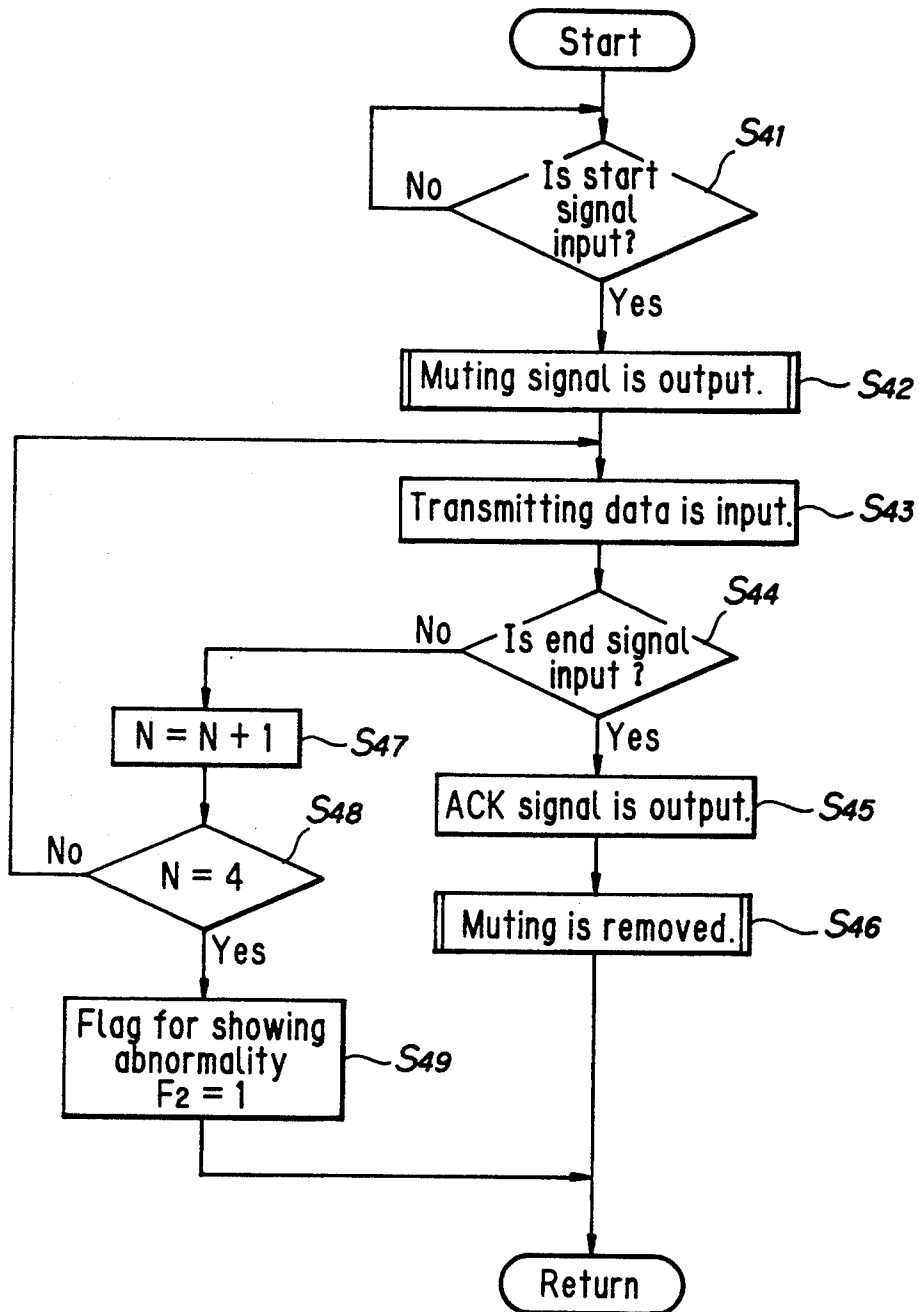 Start
S41
Is start
signal
input?
No
Yes
Muting signal is output.
S42
Transmitting data is input.
S43
S44
Is end signal
input ?
No
Yes
N = N + 1
S47
ACK signal is output.
S45
S48
N = 4
No
Yes
Muting is removed.
S46
Flag for showing
abnormality
F2 = 1
S49
Return